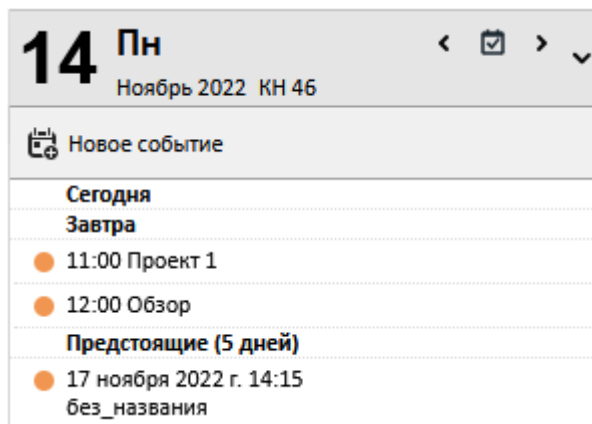 14 Пн
Ноябрь 2022 КН 46
Новое событие
Сегодня
Завтра
11:00 Проект 1
12:00 Обзор
Предстоящие (5 дней)
17 ноября 2022 г. 14:15
без_названия